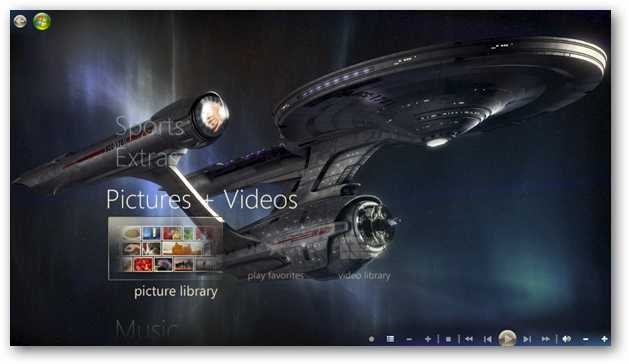 Sports
Extras
Pictures + Videos
play favorites
video library
picture library
Music